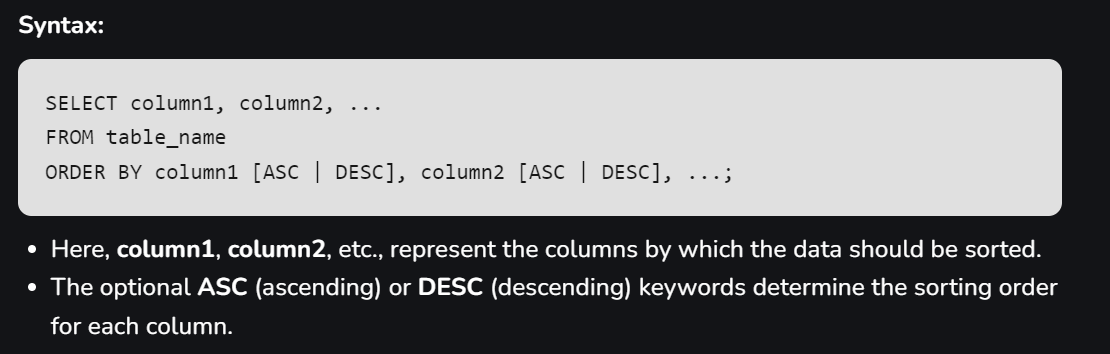 Syntax:
SELECT column1, column2, ...
FROM table_name
ORDER BY column1 [ASC | DESC], column2 [ASC | DESC], ...;
• Here, column1, column2, etc., represent the columns by which the data should be sorted.
• The optional ASC (ascending) or DESC (descending) keywords determine the sorting order
for each column.